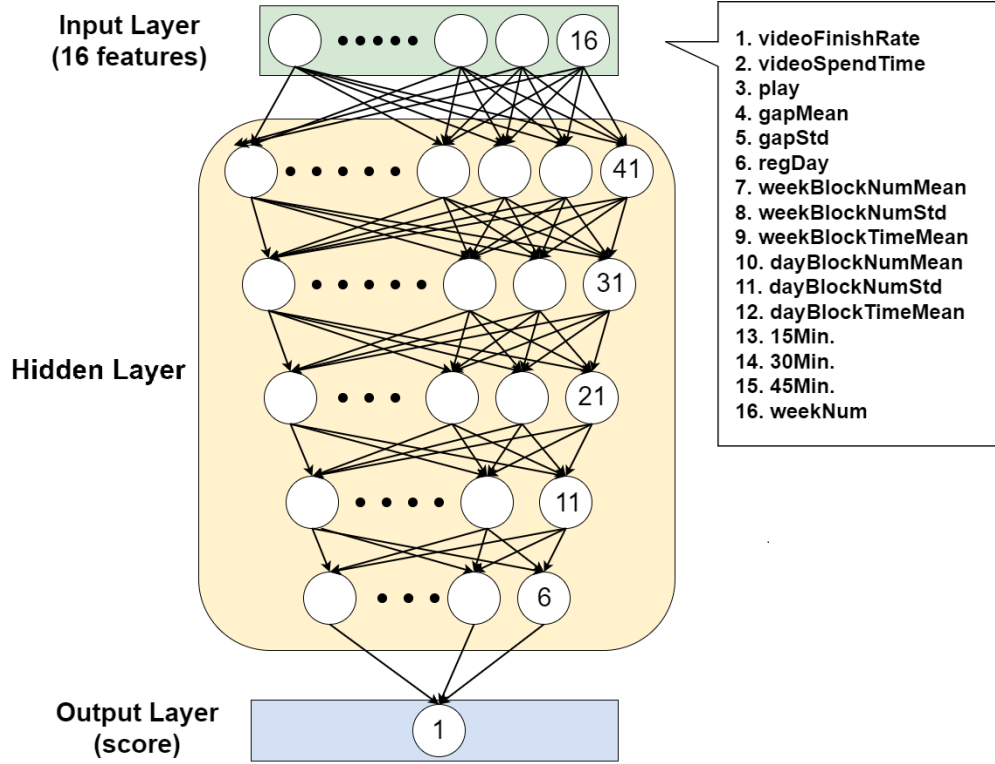 Input Layer
(16 features)
16
1. videoFinishRate
2. videoSpendTime
3. play
4. gapMean
5. gapStd
6. regDay
7. weekBlockNumMean
8. weekBlockNumStd
9. weekBlockTimeMean
10. dayBlockNumMean
11. dayBlockNumStd
12. dayBlockTimeMean
13. 15Min.
14. 30Min.
15. 45Min.
16. weekNum
41
31
Hidden Layer
21
11
6
Output Layer
(score)
1